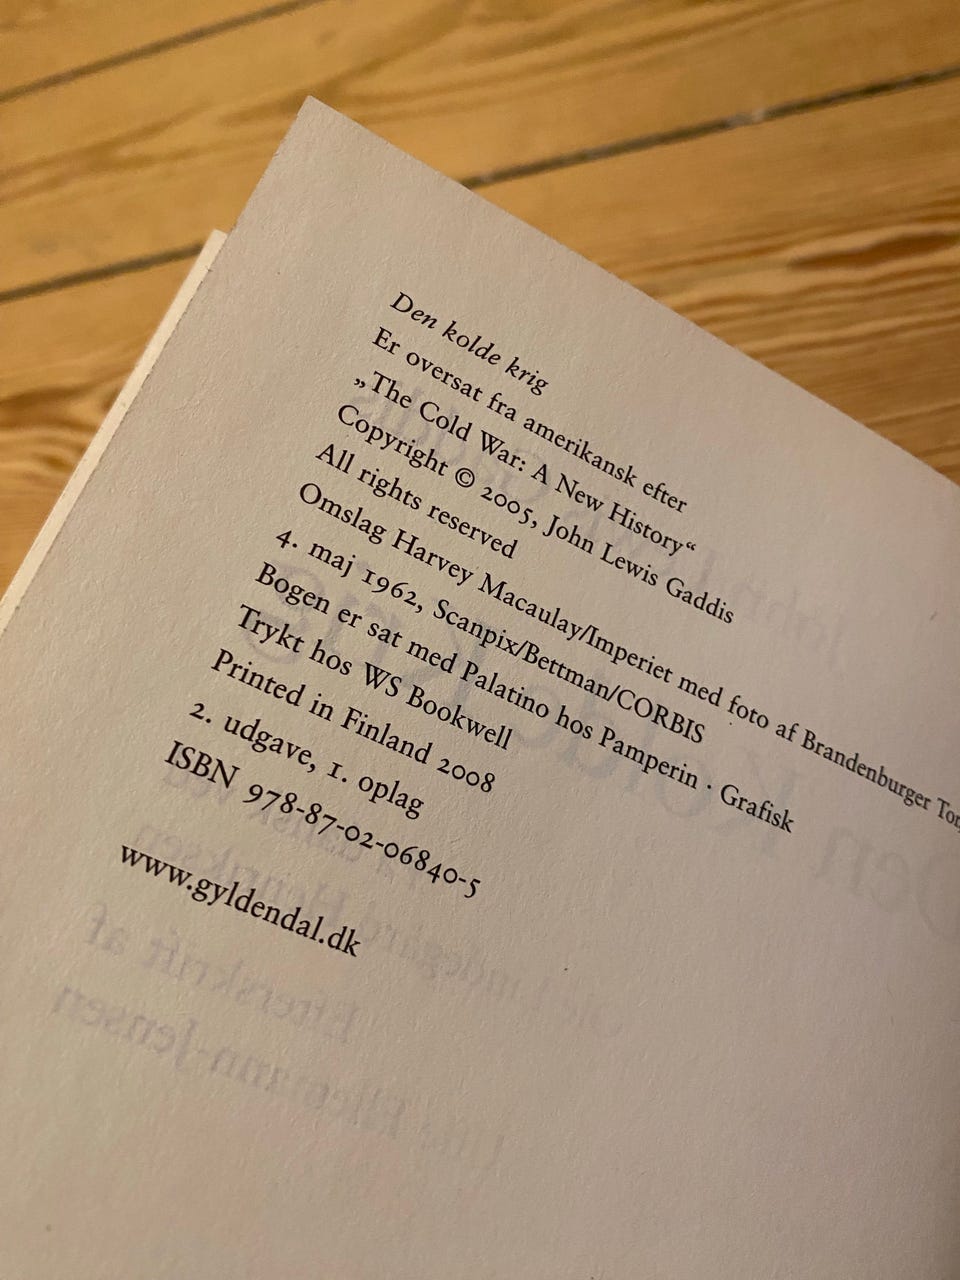 Den kolde krig
Er oversat fra amerikansk efter
„The Cold War: A New History“
Copyright © 2005, John Lewis Gaddis
All rights reserved
Omslag Harvey Macaulay/Imperiet med foto af Brandenburger Tor,
4. maj 1962, Scanpix/Bettman/CORBIS
Bogen er sat med Palatino hos Pamperin · Grafisk
Trykt hos WS Bookwell
Printed in Finland 2008
2. udgave, 1. oplag
ISBN 978-87-02-06840-5
www.gyldendal.dk